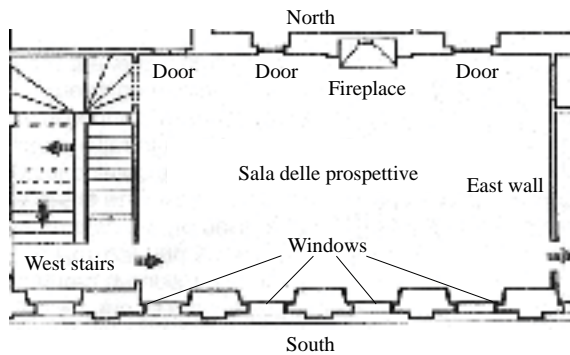 North
Door
Door
Door
Fireplace
Sala delle prospettive
East wall
Windows
West stairs
South